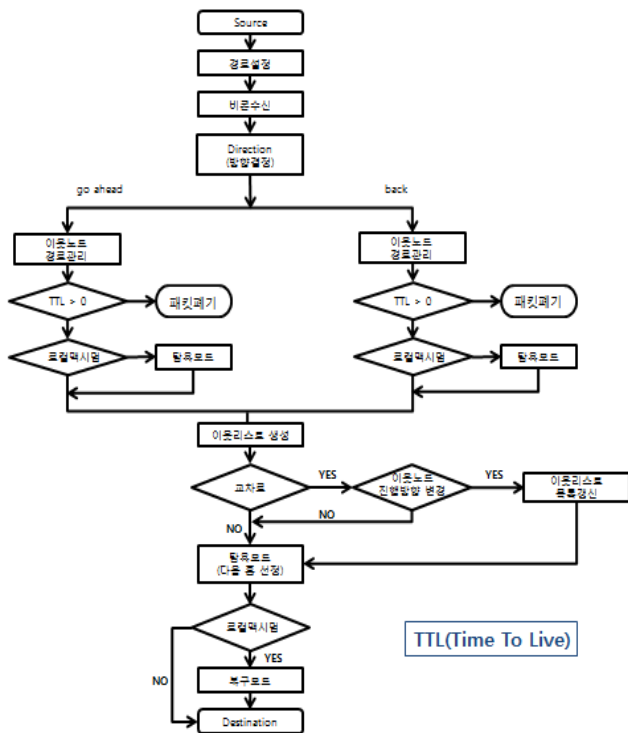 Source
경로설정
비콘수신
Direction
(방향결정)
go ahead
back
이웃노드
경로관리
이웃노드
경로관리
TTL > 0
패킷폐기
TTL > 0
패킷폐기
로컬맥시멈
탐욕모드
로컬맥시멈
탐욕모드
이웃리스트 생성
교차로
YES
이웃노드
진행방향 변경
YES
이웃리스트
목록갱신
NO
NO
탐욕모드
(다음 홉 선정)
로컬맥시멈
TTL(Time To Live)
YES
NO
복구모드
Destination